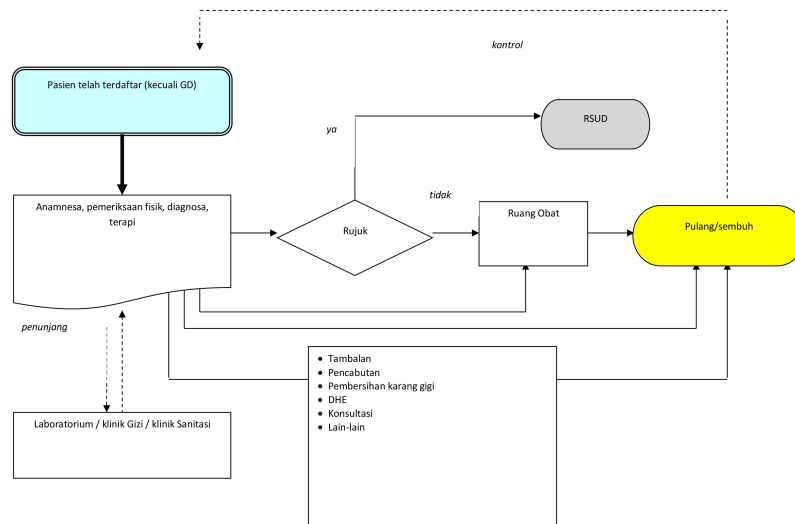 kontrol
Pasien telah terdaftar (kecuali GD)
RSUD
ya
tidak
Anamnesa, pemeriksaan fisik, diagnosa,
terapi
Rujuk
Ruang Obat
Pulang/sembuh
penunjang
• Tambalan
• Pencabutan
• Pembersihan karang gigi
• DHE
• Konsultasi
• Lain-lain
Laboratorium / klinik Gizi / klinik Sanitasi